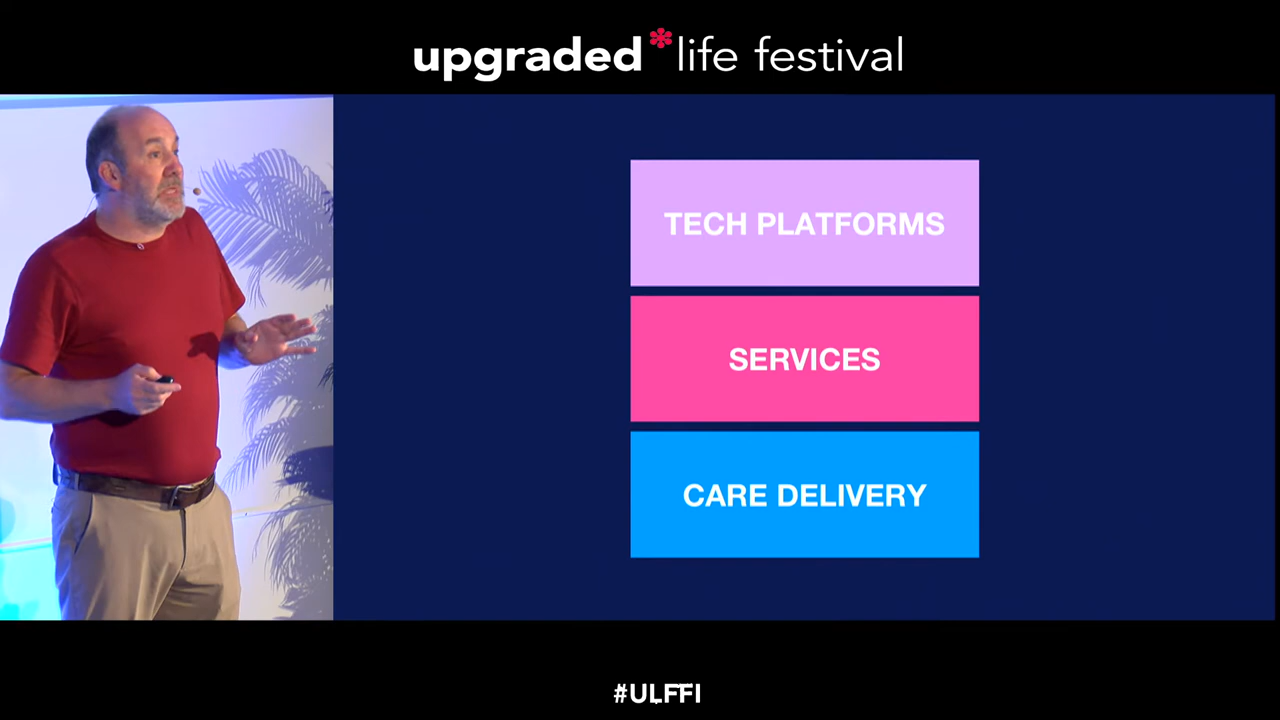 upgraded*life festival
TECH PLATFORMS
SERVICES
CARE DELIVERY
#ULFFI